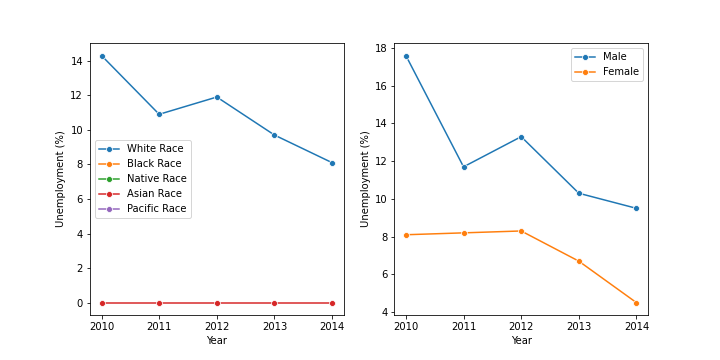 Unemployment (%)
14
12
10
8
6
4
2
0
White Race
Black Race
Native Race
Asian Race
Pacific Race
2010 2011 2012 2013 2014
Year
Unemployment (%)
18
16
14
12
10
8
6
4
Male
Female
2010 2011 2012 2013 2014
Year